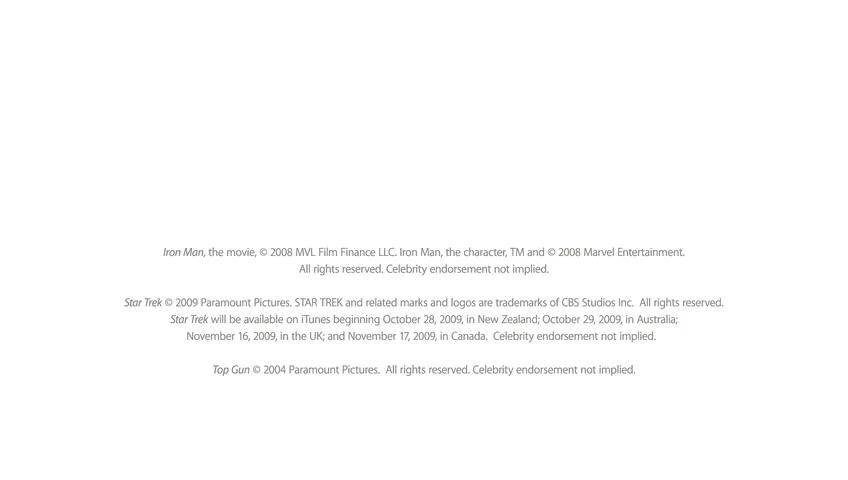 Iron Man, the movie, © 2008 MVL Film Finance LLC. Iron Man, the character, TM and © 2008 Marvel Entertainment.
All rights reserved. Celebrity endorsement not implied.
Star Trek © 2009 Paramount Pictures. STAR TREK and related marks and logos are trademarks of CBS Studios Inc.  All rights reserved.
Star Trek will be available on iTunes beginning October 28, 2009, in New Zealand; October 29, 2009, in Australia;
November 16, 2009, in the UK; and November 17, 2009, in Canada.  Celebrity endorsement not implied.
Top Gun © 2004 Paramount Pictures.  All rights reserved. Celebrity endorsement not implied.